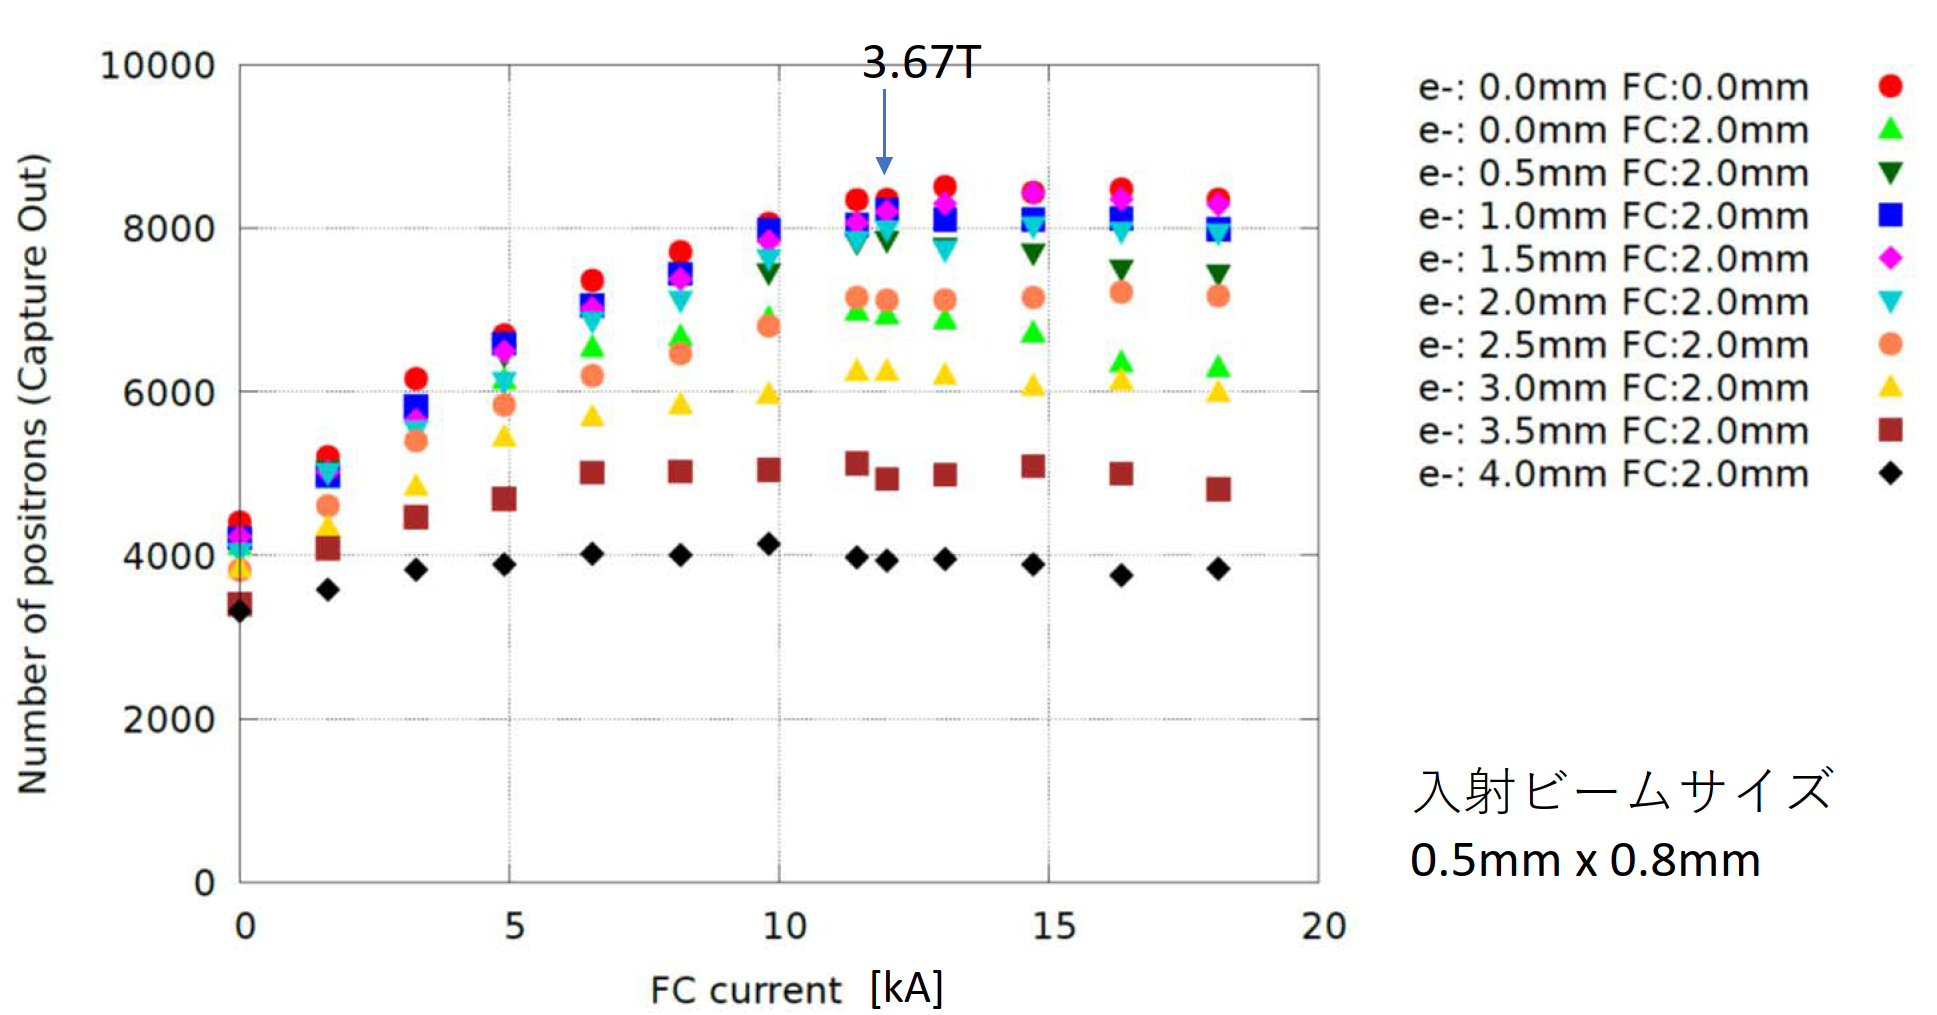 3.67T
10000
8000
6000
4000
2000
0
0 5 10 15 20
Number of positrons (Capture Out)
FC current [kA]
e-: 0.0mm FC:0.0mm
e-: 0.0mm FC:2.0mm
e-: 0.5mm FC:2.0mm
e-: 1.0mm FC:2.0mm
e-: 1.5mm FC:2.0mm
e-: 2.0mm FC:2.0mm
e-: 2.5mm FC:2.0mm
e-: 3.0mm FC:2.0mm
e-: 3.5mm FC:2.0mm
e-: 4.0mm FC:2.0mm
入射ビームサイズ
0.5mm x 0.8mm